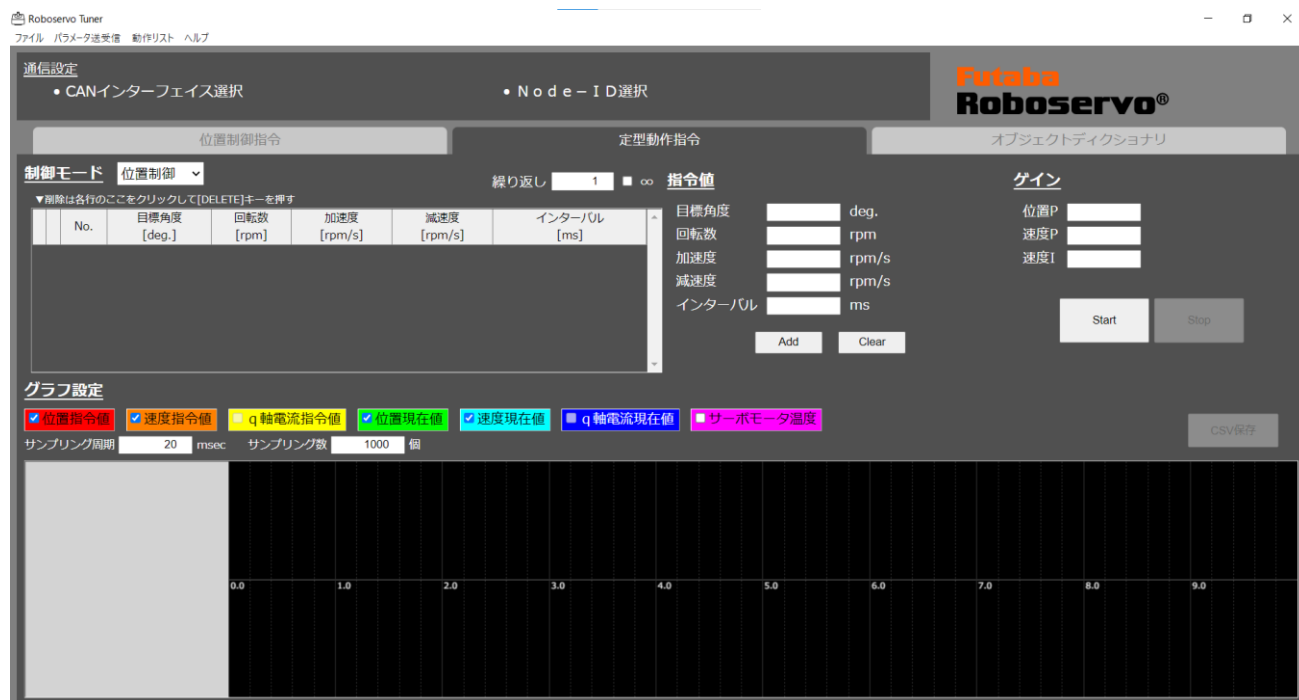 Roboservo Tuner
ファイル パラメータ送受信 動作リスト ヘルプ
通信設定
• CANインターフェイス選択
• Ｎｏｄｅ－ＩＤ選択
Futaba
Roboservo®
位置制御指令
定型動作指令
オブジェクトディクショナリ
制御モード 位置制御
繰り返し 1 ∞
▼削除は各行のここをクリックして[DELETE]キーを押す
No. 目標角度 [deg.] 回転数 [rpm] 加速度 [rpm/s] 減速度 [rpm/s] インターバル [ms]
指令値
目標角度 deg.
回転数 rpm
加速度 rpm/s
減速度 rpm/s
インターバル ms
Add Clear
ゲイン
位置P
速度P
速度I
Start Stop
グラフ設定
位置指令値 速度指令値 q軸電流指令値 位置現在値 速度現在値 q軸電流現在値 サーボモータ温度
サンプリング周期 20 msec サンプリング数 1000 個
CSV保存
0.0 1.0 2.0 3.0 4.0 5.0 6.0 7.0 8.0 9.0